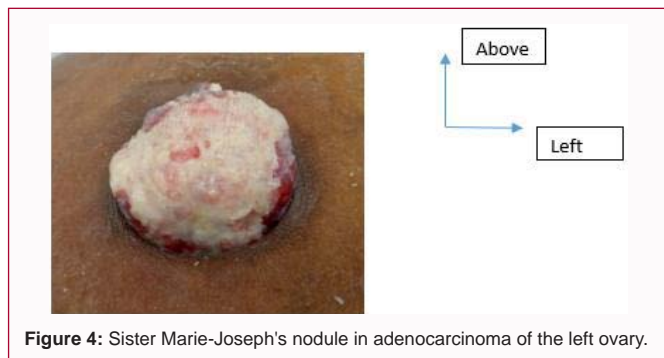 Above
Left
Figure 4: Sister Marie-Joseph's nodule in adenocarcinoma of the left ovary.